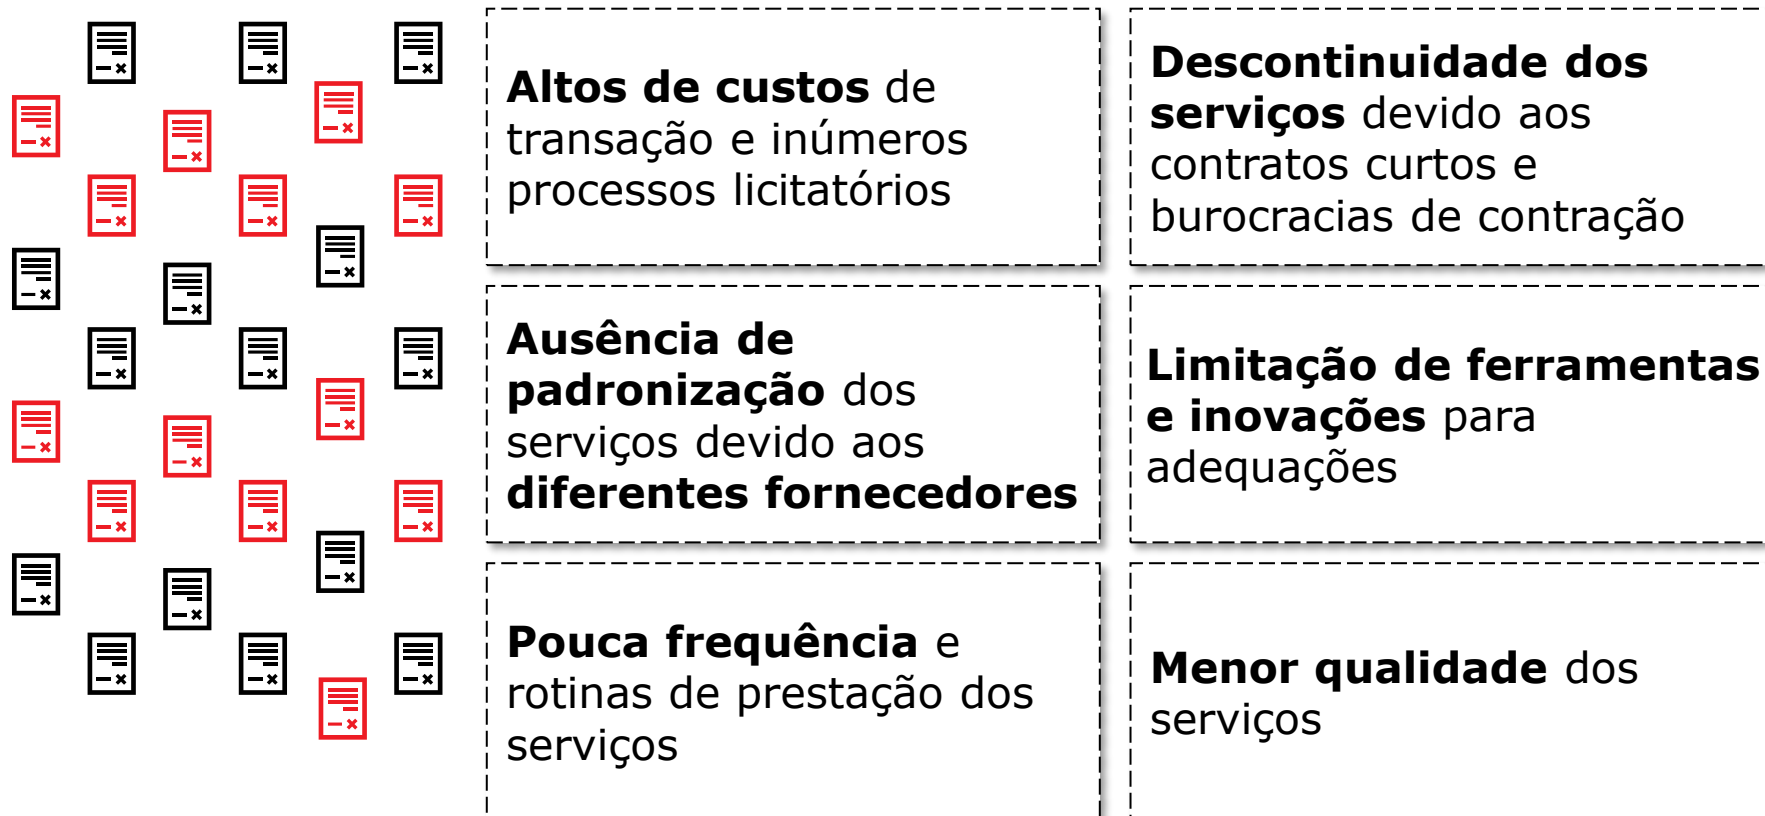 Altos de custos de
transação e inúmeros
processos licitatórios
Descontinuidade dos
serviços devido aos
contratos curtos e
burocracias de contração
Ausência de
padronização dos
serviços devido aos
diferentes fornecedores
Limitação de ferramentas
e inovações para
adequações
Pouca frequência e
rotinas de prestação dos
serviços
Menor qualidade dos
serviços